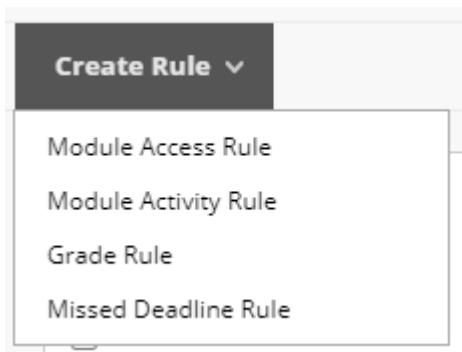 Create Rule
Module Access Rule
Module Activity Rule
Grade Rule
Missed Deadline Rule